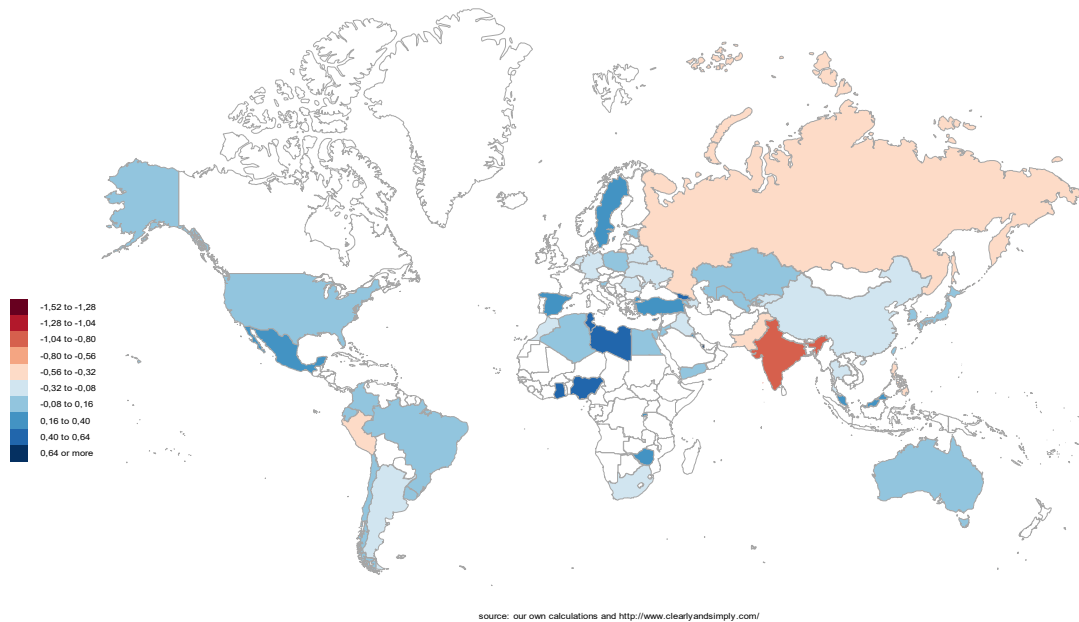 -1,52 to -1,28
-1,28 to -1,04
-1,04 to -0,80
-0,80 to -0,56
-0,56 to -0,32
-0,32 to -0,08
-0,08 to 0,16
0,16 to 0,40
0,40 to 0,64
0,64 or more
source: our own calculations and http://www.clearlyandsimply.com/